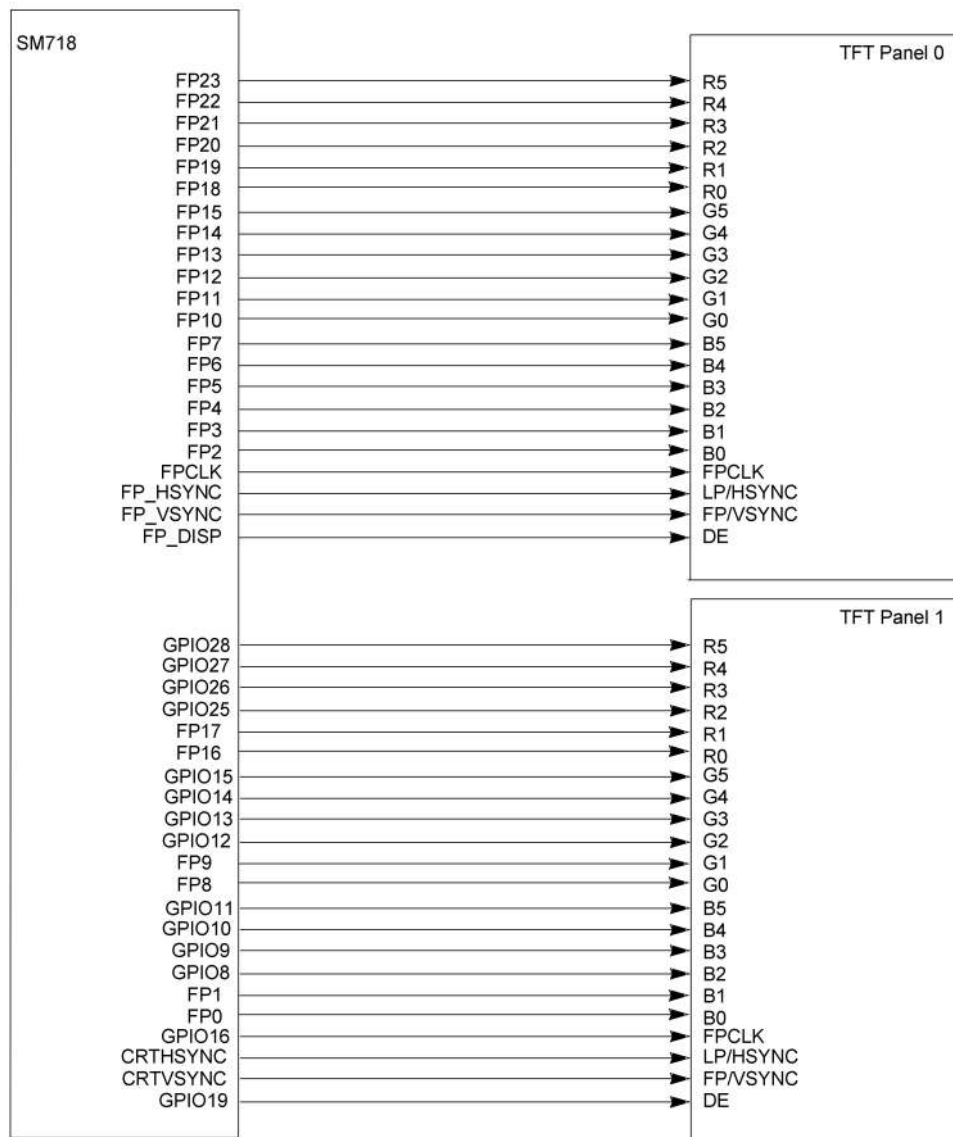 SM718
TFT Panel 0
FP23 R5
FP22 R4
FP21 R3
FP20 R2
FP19 R1
FP18 R0
FP15 G5
FP14 G4
FP13 G3
FP12 G2
FP11 G1
FP10 G0
FP7 B5
FP6 B4
FP5 B3
FP4 B2
FP3 B1
FP2 B0
FPCLK FPCLK
FP_HSYNC LP/HSYNC
FP_VSYNC FP/VSYNC
FP_DISP DE
TFT Panel 1
GPIO28 R5
GPIO27 R4
GPIO26 R3
GPIO25 R2
FP17 R1
FP16 R0
GPIO15 G5
GPIO14 G4
GPIO13 G3
GPIO12 G2
FP9 G1
FP8 G0
GPIO11 B5
GPIO10 B4
GPIO9 B3
GPIO8 B2
FP1 B1
FP0 B0
GPIO16 FPCLK
CRTHSYNC LP/HSYNC
CRTVSYNC FP/VSYNC
GPIO19 DE